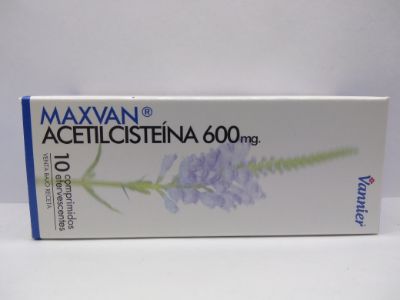 MAXVAN®
ACETILCISTEÍNA 600mg.
10 comprimidos
efervescentes
VENTA BAJO RECETA
Vannier